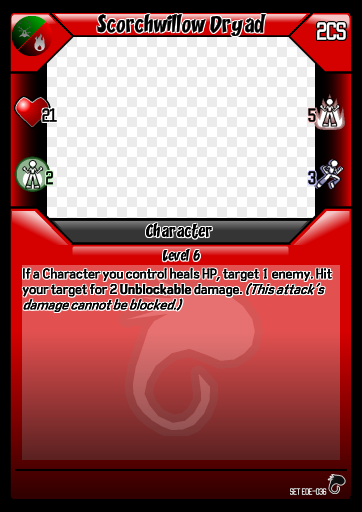 Scorchwillow Dryad
2CS
21
5
2
3
Character
Level 6
If a Character you control heals HP, target 1 enemy. Hit
your target for 2 Unblockable damage. (This attack's
damage cannot be blocked.)
SET EOE-036